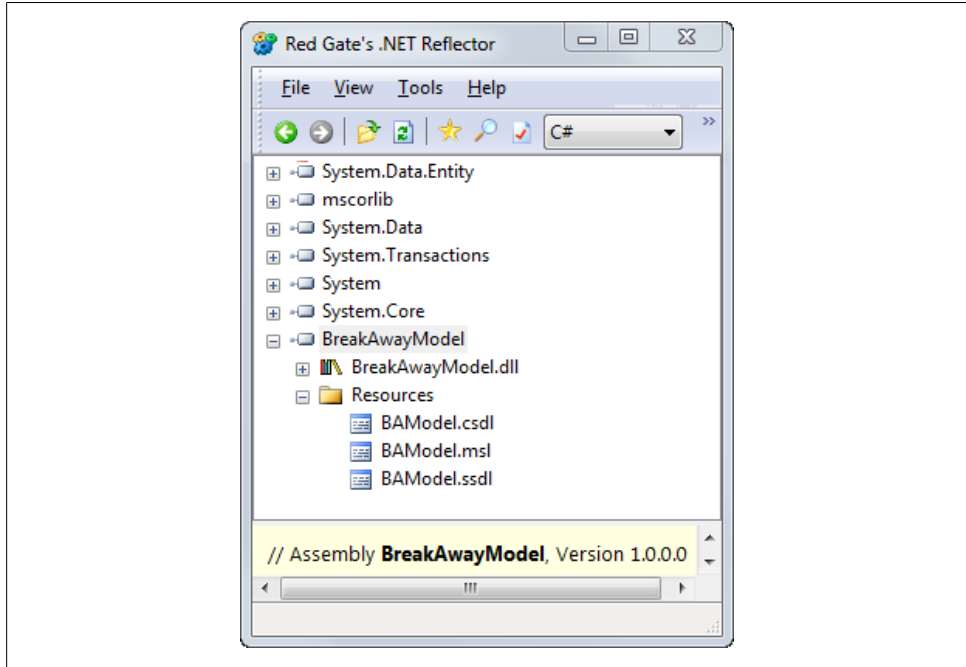 Red Gate's .NET Reflector
File View Tools Help
C#
System.Data.Entity
mscorlib
System.Data
System.Transactions
System
System.Core
BreakAwayModel
BreakAwayModel.dll
Resources
BAModel.csdl
BAModel.msl
BAModel.ssdl
// Assembly BreakAwayModel, Version 1.0.0.0